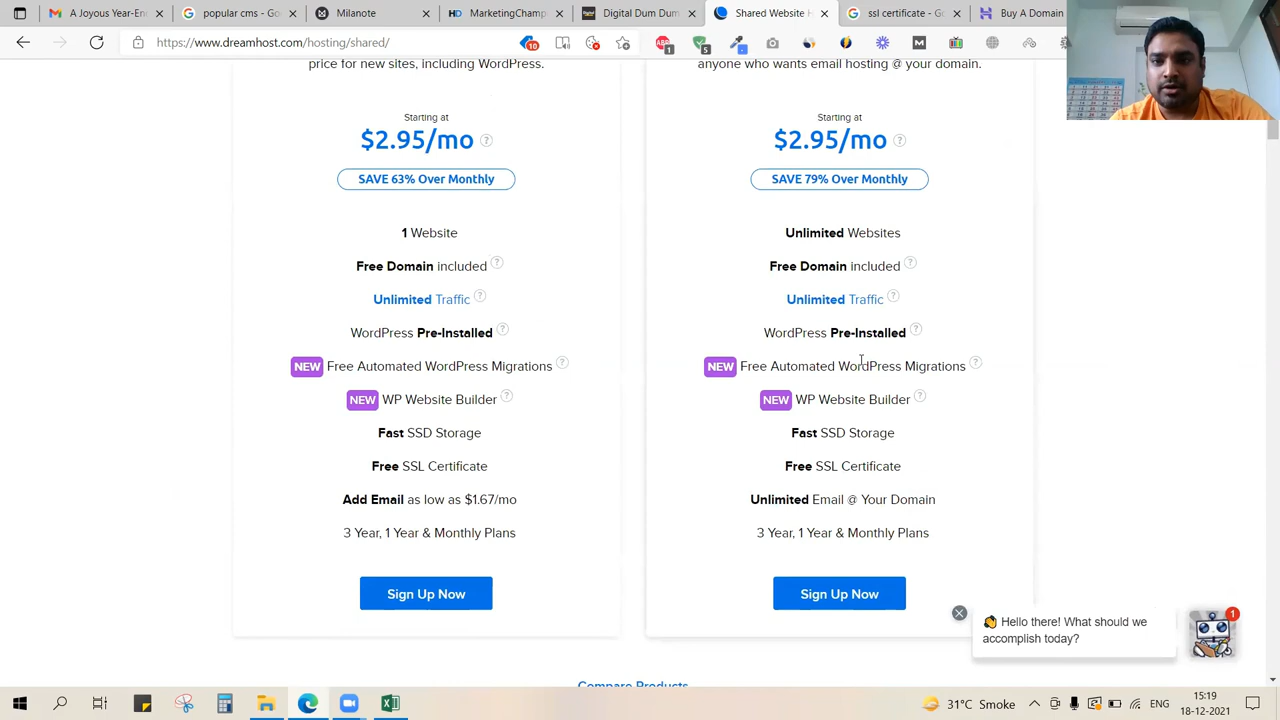 A Joyous Year-En
popular cms - Go
Milanote
HD MarketingChamp
Digital Dum Dum
Shared Website H
ssl certificate - Go
Buy A Domain
https://www.dreamhost.com/hosting/shared/
10
1
5
price for new sites, including WordPress.
anyone who wants email hosting @ your domain.
Starting at
$2.95/mo ?
SAVE 63% Over Monthly
1 Website
Free Domain included ?
Unlimited Traffic ?
WordPress Pre-Installed ?
NEW Free Automated WordPress Migrations ?
NEW WP Website Builder ?
Fast SSD Storage
Free SSL Certificate
Add Email as low as $1.67/mo
3 Year, 1 Year & Monthly Plans
Sign Up Now
Starting at
$2.95/mo ?
SAVE 79% Over Monthly
Unlimited Websites
Free Domain included ?
Unlimited Traffic ?
WordPress Pre-Installed ?
NEW Free Automated WordPress Migrations ?
NEW WP Website Builder ?
Fast SSD Storage
Free SSL Certificate
Unlimited Email @ Your Domain
3 Year, 1 Year & Monthly Plans
Sign Up Now
👋 Hello there! What should we
accomplish today?
1
Compare Products
31°C Smoke
ENG
15:19
18-12-2021